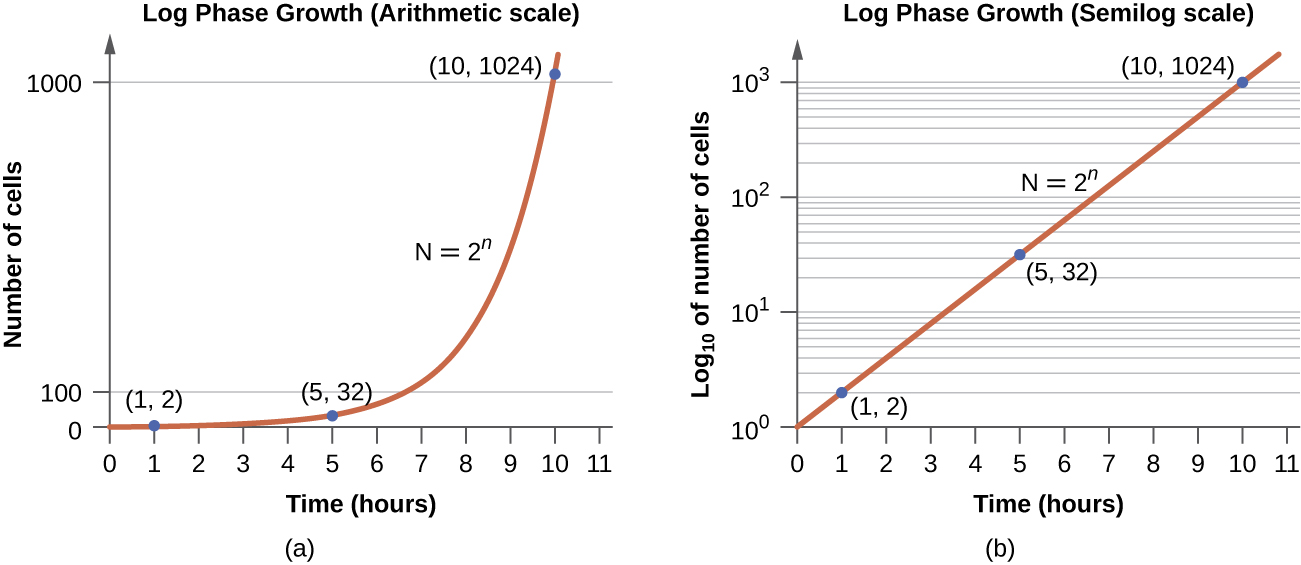 Log Phase Growth (Arithmetic scale)
Number of cells
1000
100
0
(10, 1024)
N = 2ⁿ
(1, 2)
(5, 32)
0 1 2 3 4 5 6 7 8 9 10 11
Time (hours)
(a)
Log Phase Growth (Semilog scale)
Log₁₀ of number of cells
10³
10²
10¹
10⁰
(10, 1024)
N = 2ⁿ
(5, 32)
(1, 2)
0 1 2 3 4 5 6 7 8 9 10 11
Time (hours)
(b)